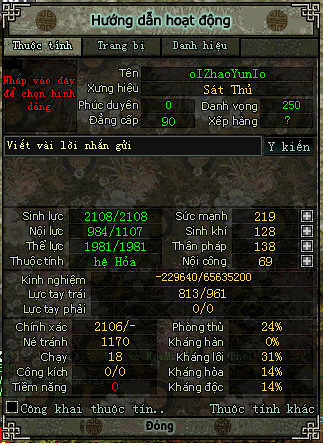 Hướng dẫn hoạt động
Thuộc tính Trang bị Danh hiệu
Nhấp vào đây để chọn hình dáng
Tên oIZhaoYunIo
Xưng hiệu Sát Thủ
Phúc duyên 0 Danh vọng 250
Đẳng cấp 90 Xếp hàng ?
Viết vài lời nhắn gửi Y kiến
Sinh lực 2108/2108 Sức mạnh 219
Nội lực 984/1107 Sinh khí 128
Thể lực 1981/1981 Thân pháp 138
Thuộc tính hệ Hỏa Nội công 69
Kinh nghiệm -229640/65635200
Lực tay trái 813/961
Lực tay phải 0/0
Chính xác 2106/- Phòng thủ 24%
Né tránh 1170 Kháng hàn 0%
Chạy 18 Kháng lôi 31%
Công kích 0/0 Kháng hỏa 14%
Tiềm năng 0 Kháng độc 14%
Công khai thuộc tín.. Thuộc tính khác
Đóng